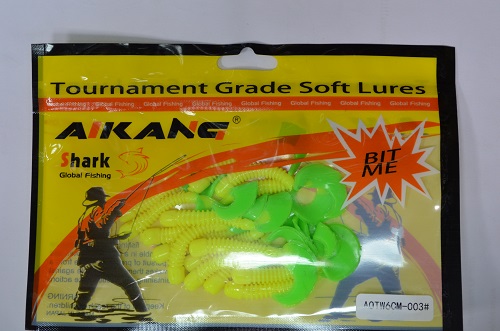 Tournament Grade Soft Lures
Global Fishing Global Fishing Global Fishing Global Fishing Global Fishing Global Fishing
AIKANG®
Shark
Global Fishing
BIT
ME
AOTW6CM-003#